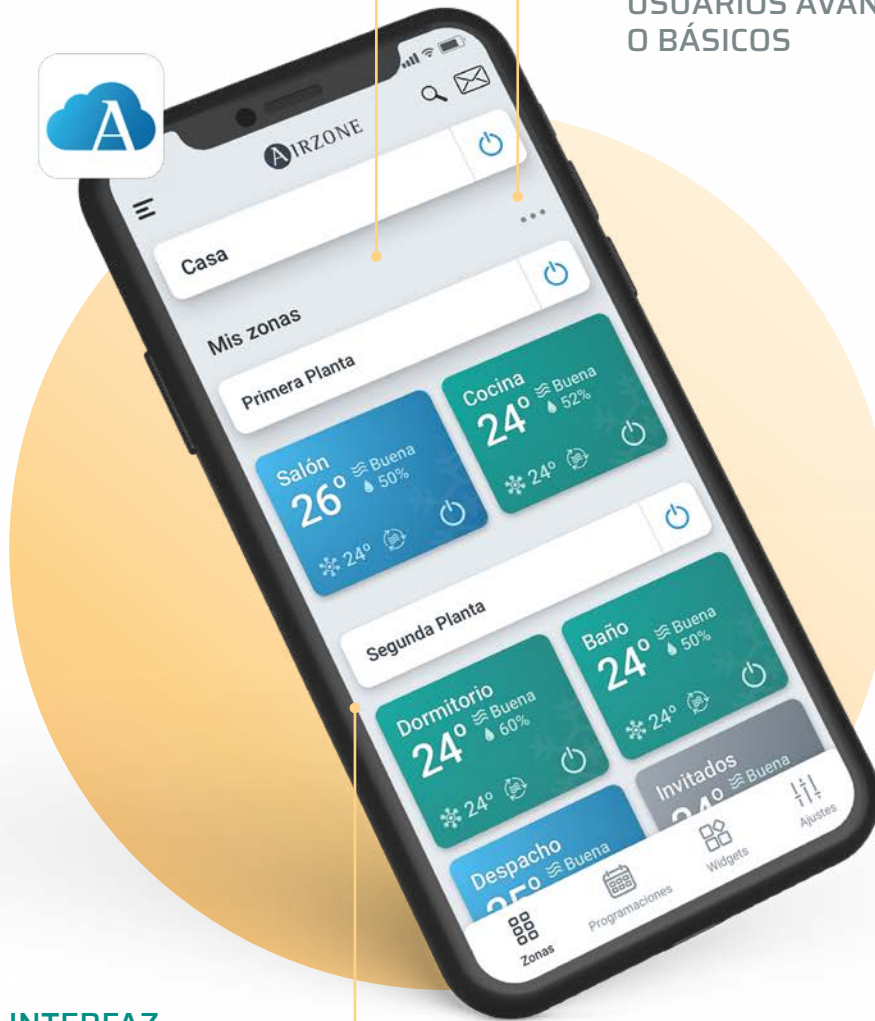 USUARIOS AVAN
O BÁSICOS
A
AIRZONE
Casa
Mis zonas
Primera Planta
Salón
26º Buena
50%
24º
Cocina
24º Buena
52%
24º
Segunda Planta
Dormitorio
24º Buena
60%
24º
Baño
24º Buena
50%
24º
Despacho
25º Buena
Invitados
24º Buena
Zonas
Programaciones
Widgets
Ajustes
INTERFAZ